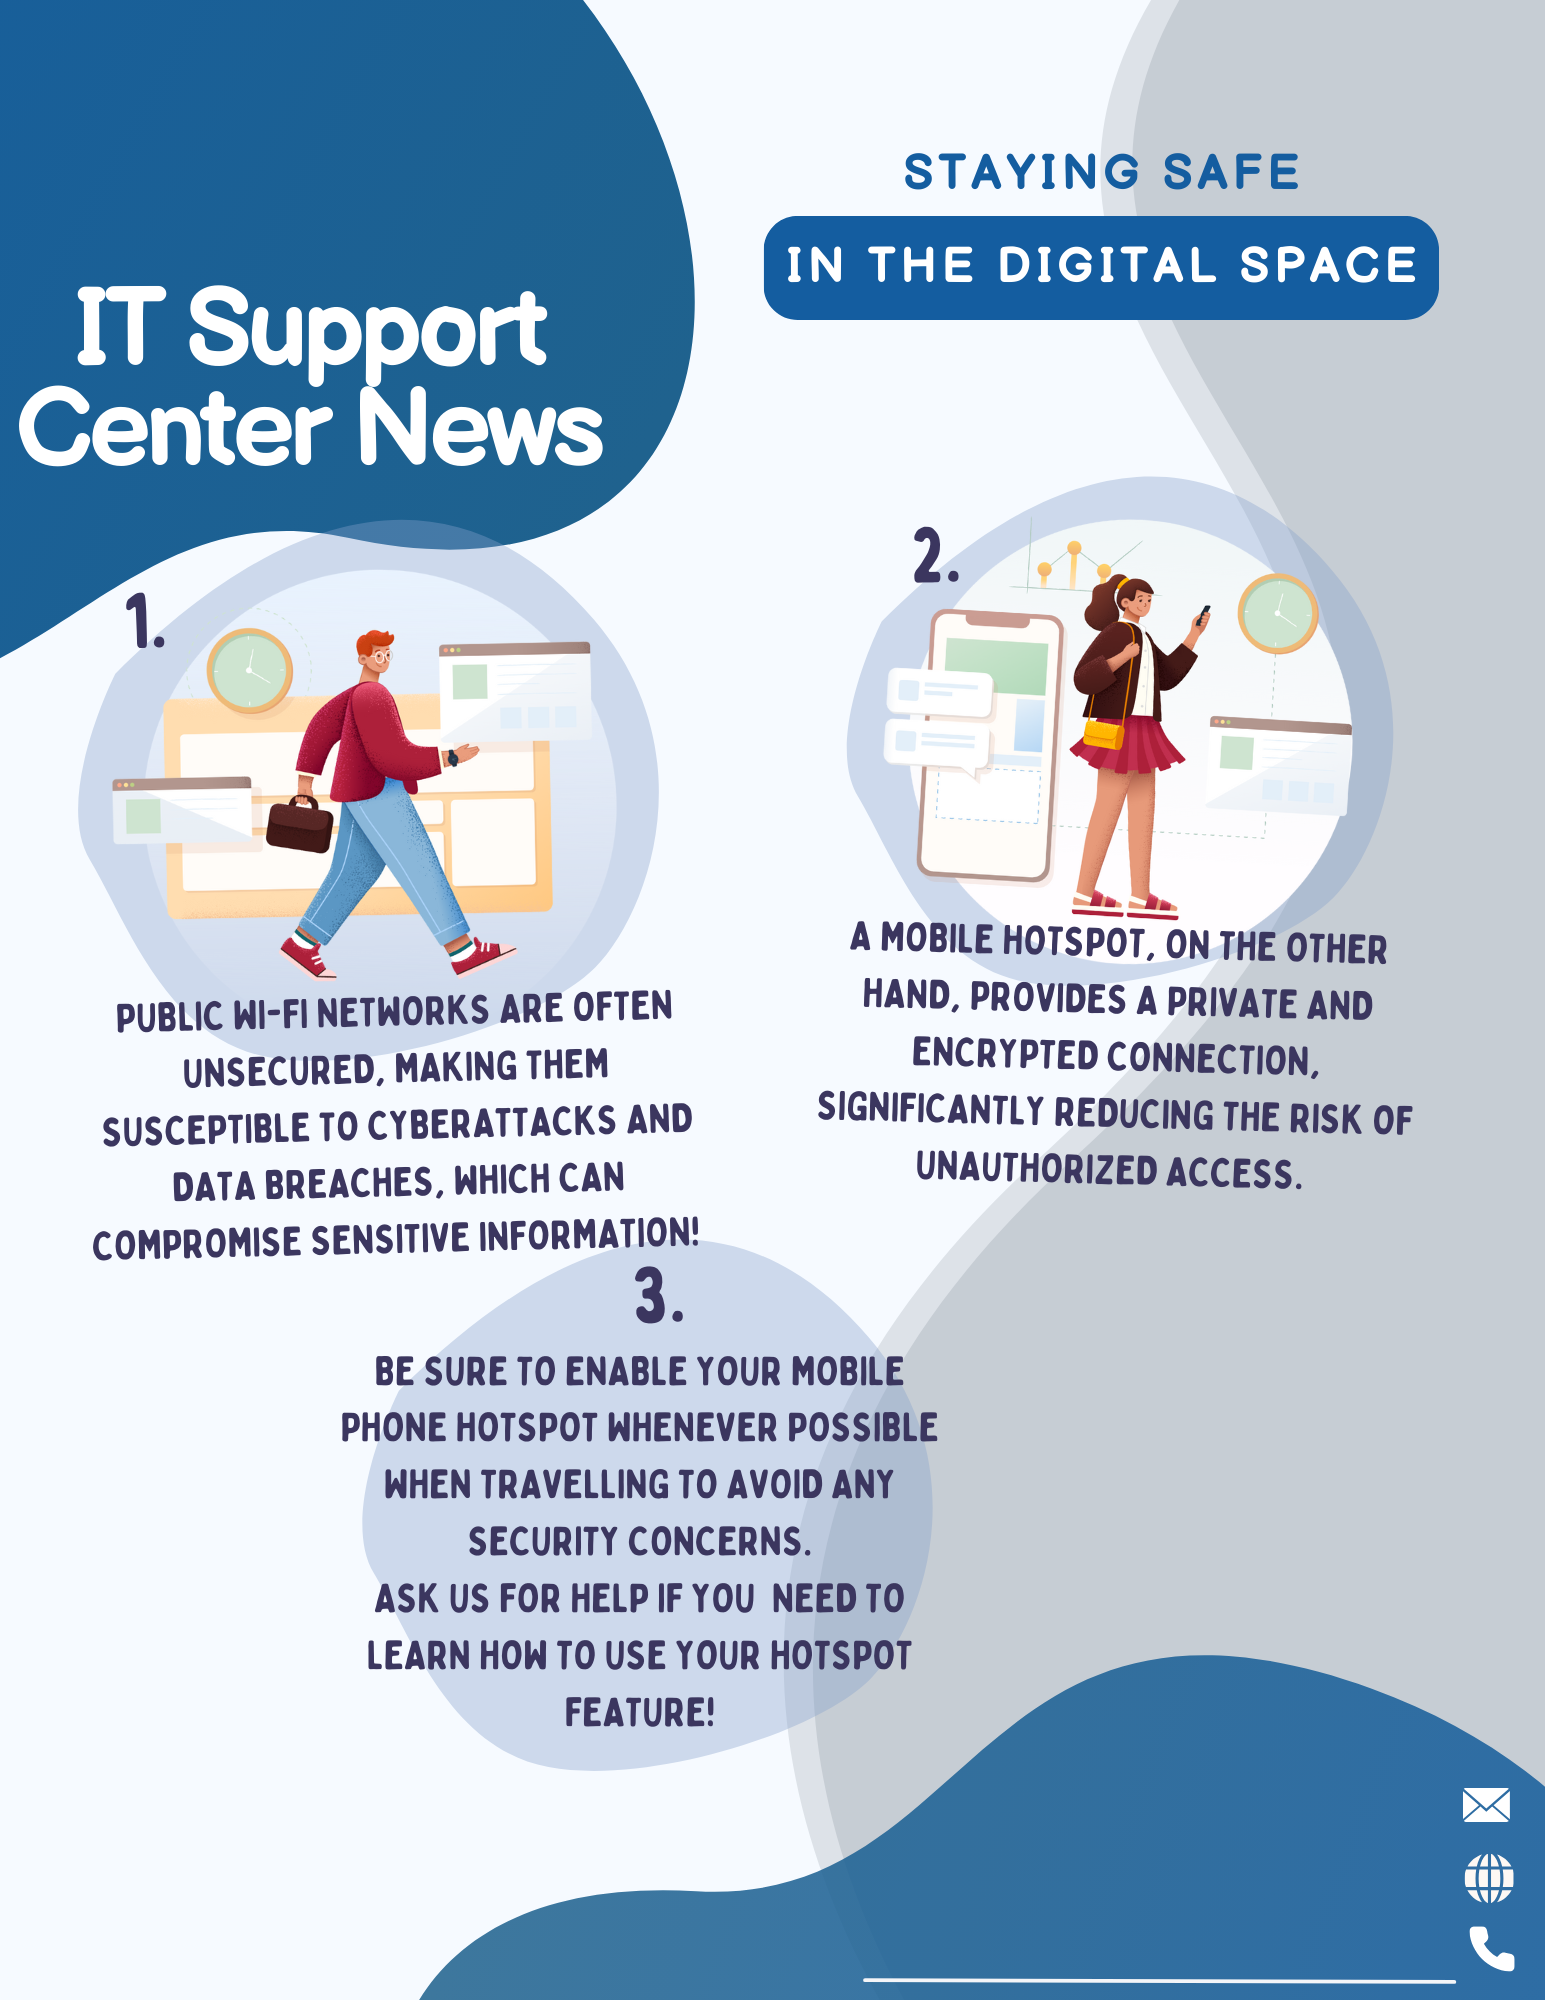 IT Support
Center News
STAYING SAFE
IN THE DIGITAL SPACE
1.
PUBLIC WI-FI NETWORKS ARE OFTEN
UNSECURED, MAKING THEM
SUSCEPTIBLE TO CYBERATTACKS AND
DATA BREACHES, WHICH CAN
COMPROMISE SENSITIVE INFORMATION!
2.
A MOBILE HOTSPOT, ON THE OTHER
HAND, PROVIDES A PRIVATE AND
ENCRYPTED CONNECTION,
SIGNIFICANTLY REDUCING THE RISK OF
UNAUTHORIZED ACCESS.
3.
BE SURE TO ENABLE YOUR MOBILE
PHONE HOTSPOT WHENEVER POSSIBLE
WHEN TRAVELLING TO AVOID ANY
SECURITY CONCERNS.
ASK US FOR HELP IF YOU NEED TO
LEARN HOW TO USE YOUR HOTSPOT
FEATURE!